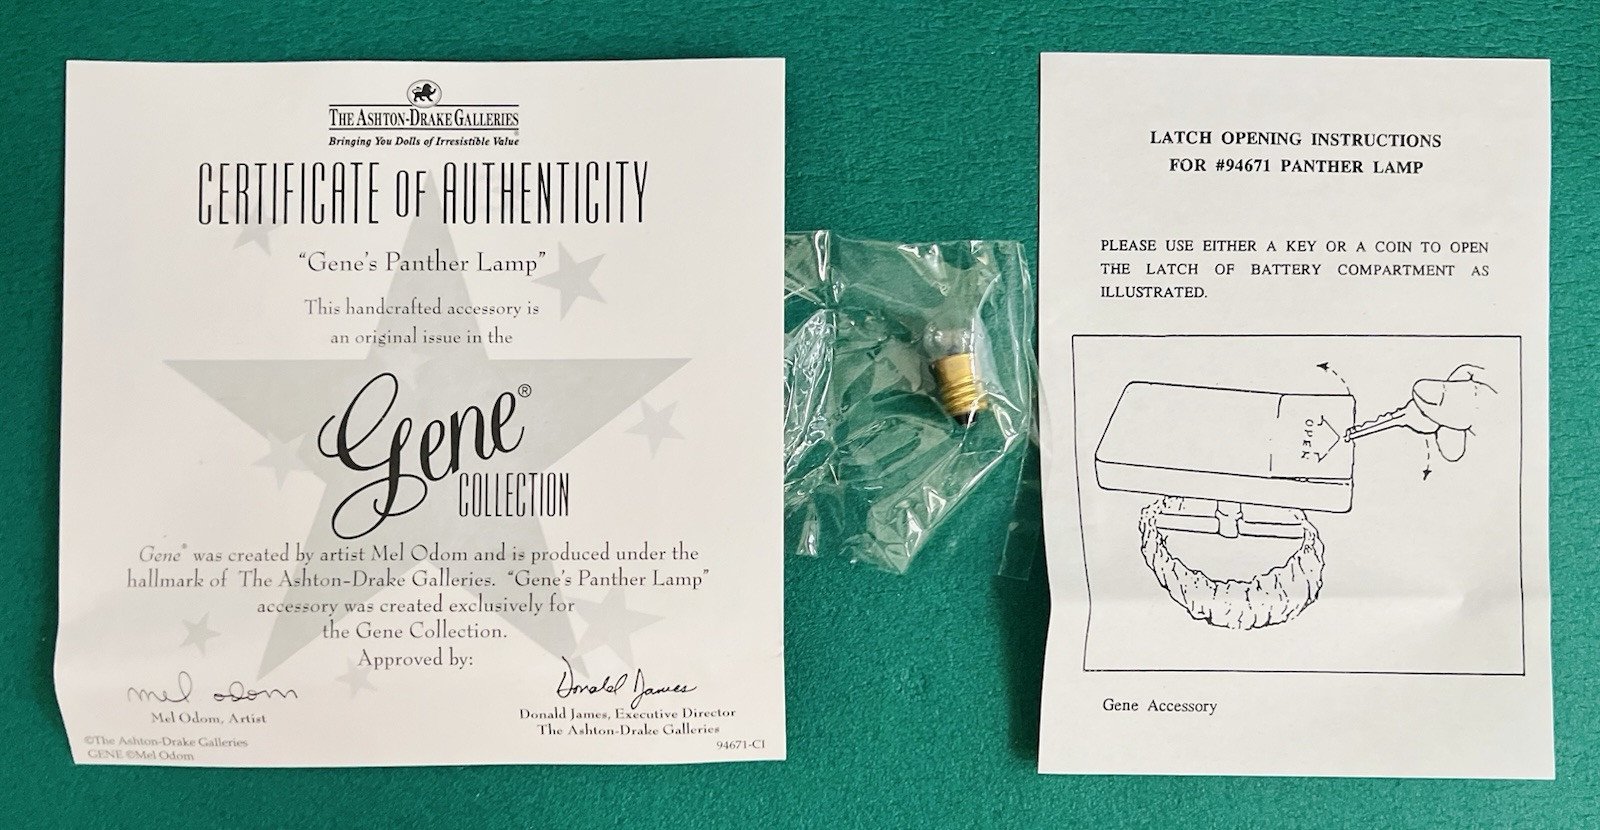 THE ASHTON-DRAKE GALLERIES
Bringing You Dolls of Irresistible Value®
CERTIFICATE OF AUTHENTICITY
“Gene’s Panther Lamp”
This handcrafted accessory is
an original issue in the
Gene®
COLLECTION
Gene® was created by artist Mel Odom and is produced under the
hallmark of The Ashton-Drake Galleries. “Gene’s Panther Lamp”
accessory was created exclusively for
the Gene Collection.
Approved by:
mel odom
Donald James
Mel Odom, Artist
Donald James, Executive Director
The Ashton-Drake Galleries
©The Ashton-Drake Galleries
GENE ©Mel Odom
94671-CI
LATCH OPENING INSTRUCTIONS
FOR #94671 PANTHER LAMP
PLEASE USE EITHER A KEY OR A COIN TO OPEN
THE LATCH OF BATTERY COMPARTMENT AS
ILLUSTRATED.
OPEN
Gene Accessory